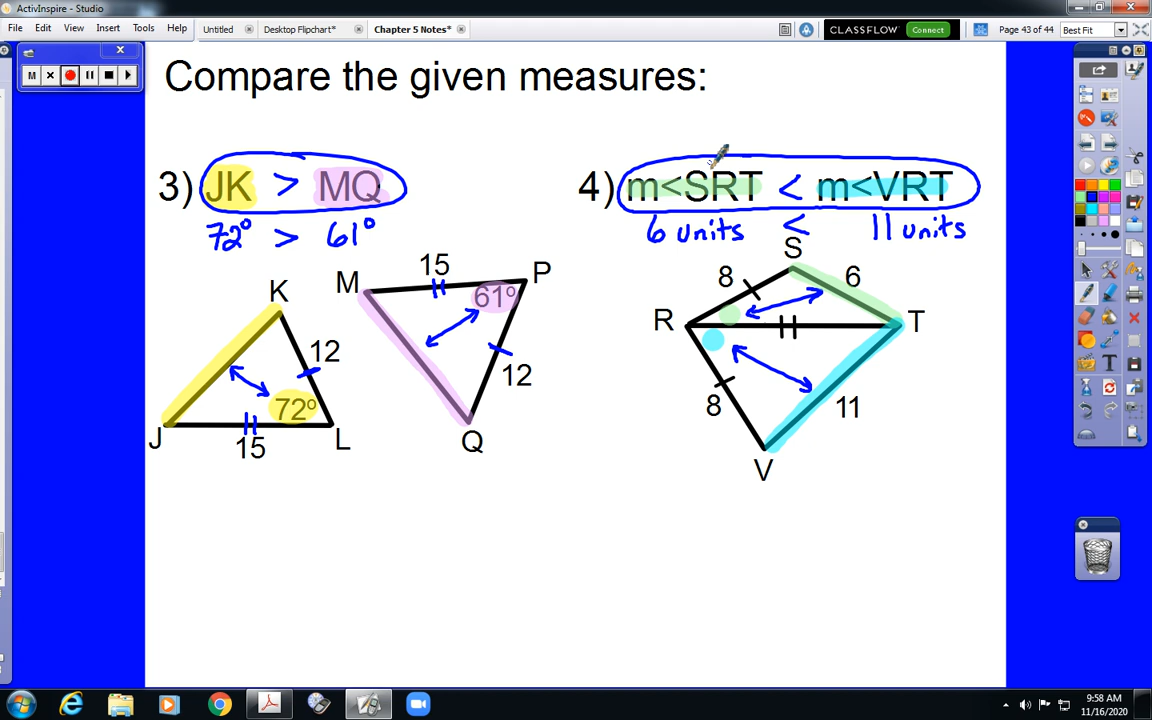 ActivInspire - Studio
File Edit View Insert Tools Help Untitled Desktop Flipchart* Chapter 5 Notes* CLASSFLOW Connect Page 43 of 44 Best Fit
M
Compare the given measures:
3) JK > MQ
72° > 61°
4) m<SRT < m<VRT
6 units < 11 units
K
12
72º
J
15
L
M
15
P
61º
12
Q
S
8
6
R
T
8
11
V
9:58 AM
11/16/2020